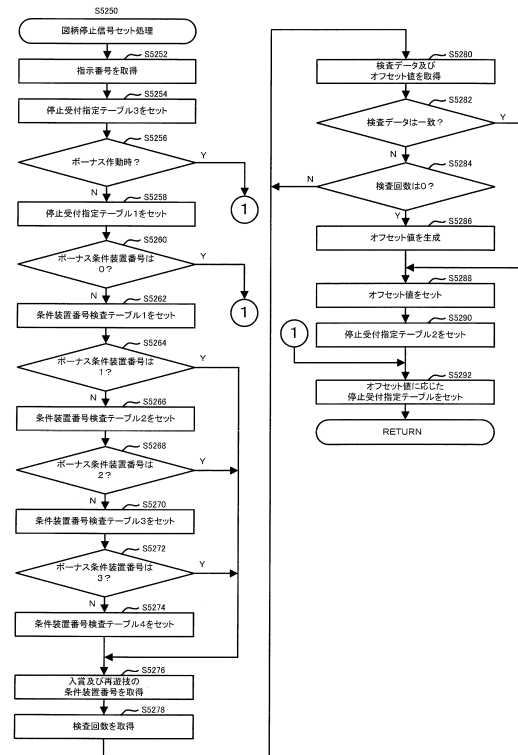 S5250
図柄停止信号セット処理
S5252
指示番号を取得
S5254
停止受付指定テーブル3をセット
S5256
ボーナス作動時?
Y
N
1
S5258
停止受付指定テーブル1をセット
S5260
ボーナス条件装置番号は
0?
Y
N
1
S5262
条件装置番号検査テーブル1をセット
S5264
ボーナス条件装置番号は
1?
Y
N
S5266
条件装置番号検査テーブル2をセット
S5268
ボーナス条件装置番号は
2?
Y
N
S5270
条件装置番号検査テーブル3をセット
S5272
ボーナス条件装置番号は
3?
Y
N
S5274
条件装置番号検査テーブル4をセット
S5276
入賞及び再遊技の
条件装置番号を取得
S5278
検査回数を取得
S5280
検査データ及び
オフセット値を取得
S5282
検査データは一致?
Y
N
S5284
検査回数は0?
N
Y
S5286
オフセット値を生成
S5288
オフセット値をセット
S5290
停止受付指定テーブル2をセット
1
S5292
オフセット値に応じた
停止受付指定テーブルをセット
RETURN